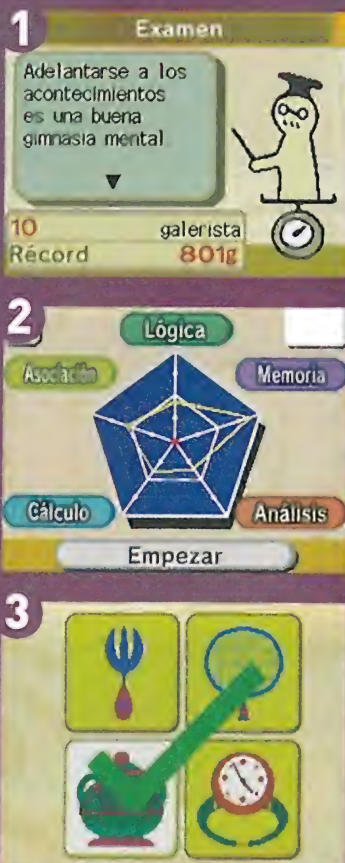 1
Examen
Adelantarse a los
acontecimientos
es una buena
gimnasia mental
10 galerista
Récord 801g
2
Lógica
Asociación Memoria
Cálculo Análisis
Empezar
3